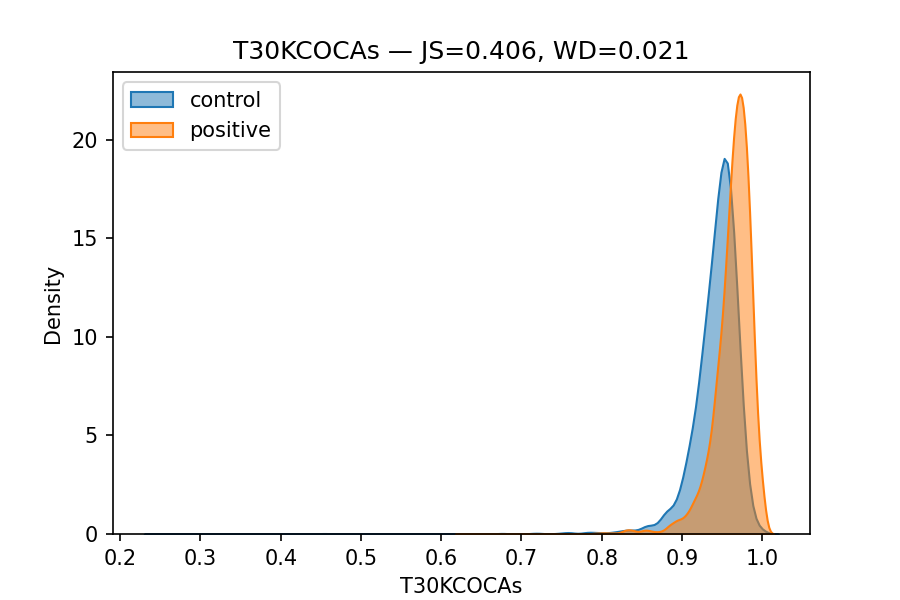 T30KCOCAs — JS=0.406, WD=0.021
control
positive
Density
20
15
10
5
0
0.2 0.3 0.4 0.5 0.6 0.7 0.8 0.9 1.0
T30KCOCAs